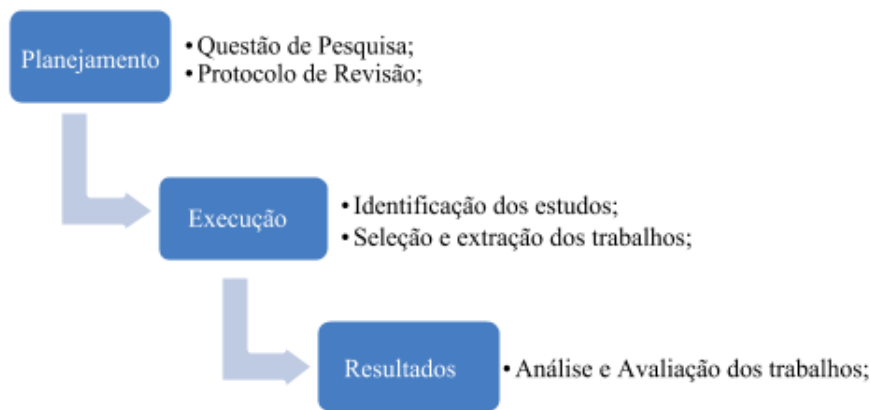 Planejamento
• Questão de Pesquisa;
• Protocolo de Revisão;
Execução
• Identificação dos estudos;
• Seleção e extração dos trabalhos;
Resultados
• Análise e Avaliação dos trabalhos;